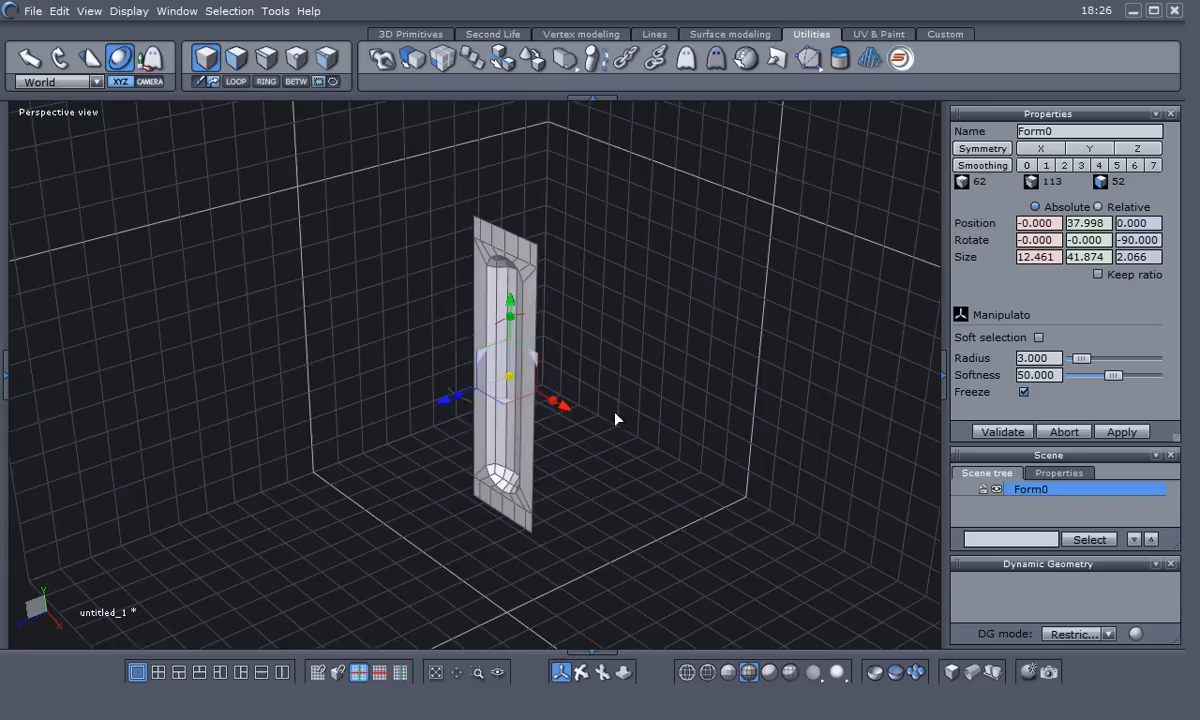 File Edit View Display Window Selection Tools Help 18:26
3D Primitives Second Life Vertex modeling Lines Surface modeling Utilities UV & Paint Custom
World XYZ CAMERA LOOP RING BETW
Perspective view
Properties
Name Form0
Symmetry X Y Z
Smoothing 0 1 2 3 4 5 6 7
62 113 52
Absolute Relative
Position -0.000 37.998 0.000
Rotate -0.000 -0.000 -90.000
Size 12.461 41.874 2.066
Keep ratio
Manipulato
Soft selection
Radius 3.000
Softness 50.000
Freeze
Validate Abort Apply
Scene
Scene tree Properties
Form0
Select
Dynamic Geometry
DG mode: Restric...
Y
X
untitled_1 *